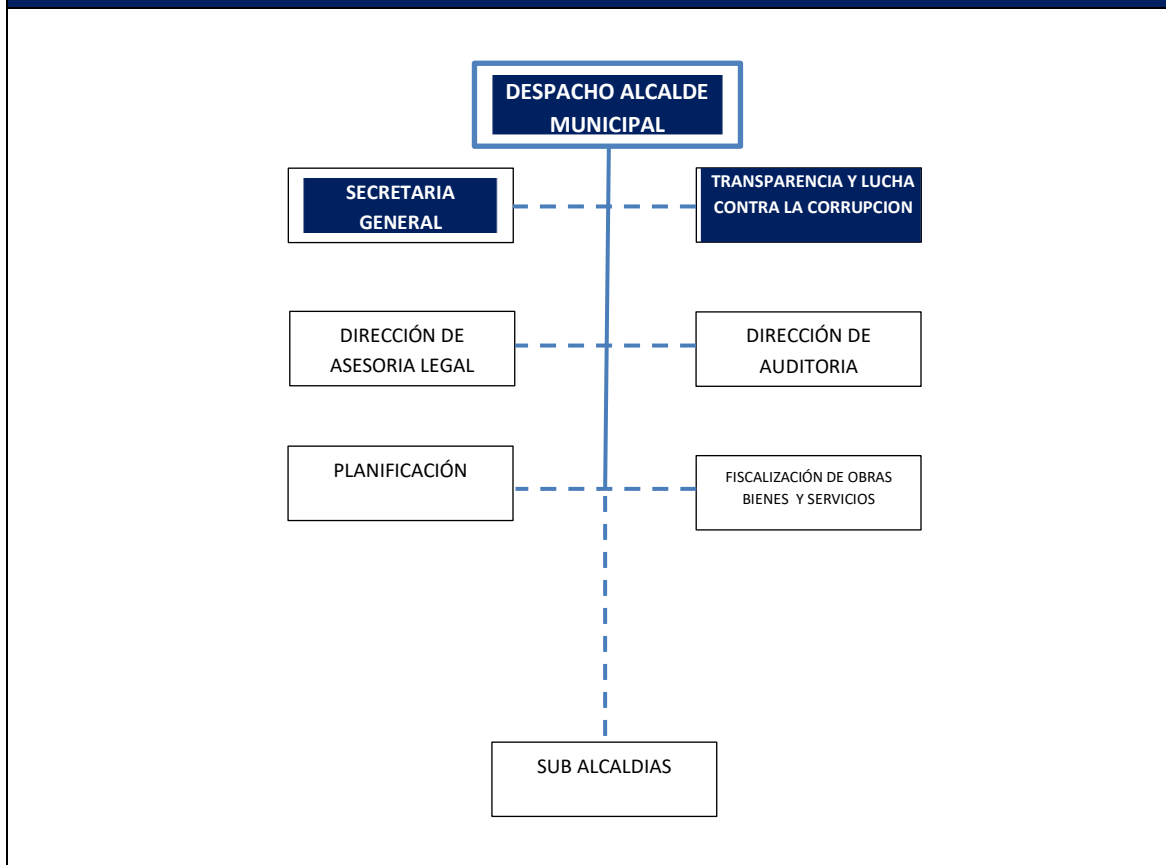 DESPACHO ALCALDE
MUNICIPAL
SECRETARIA
GENERAL
TRANSPARENCIA Y LUCHA
CONTRA LA CORRUPCION
DIRECCIÓN DE
ASESORIA LEGAL
DIRECCIÓN DE
AUDITORIA
PLANIFICACIÓN
FISCALIZACIÓN DE OBRAS
BIENES Y SERVICIOS
SUB ALCALDIAS